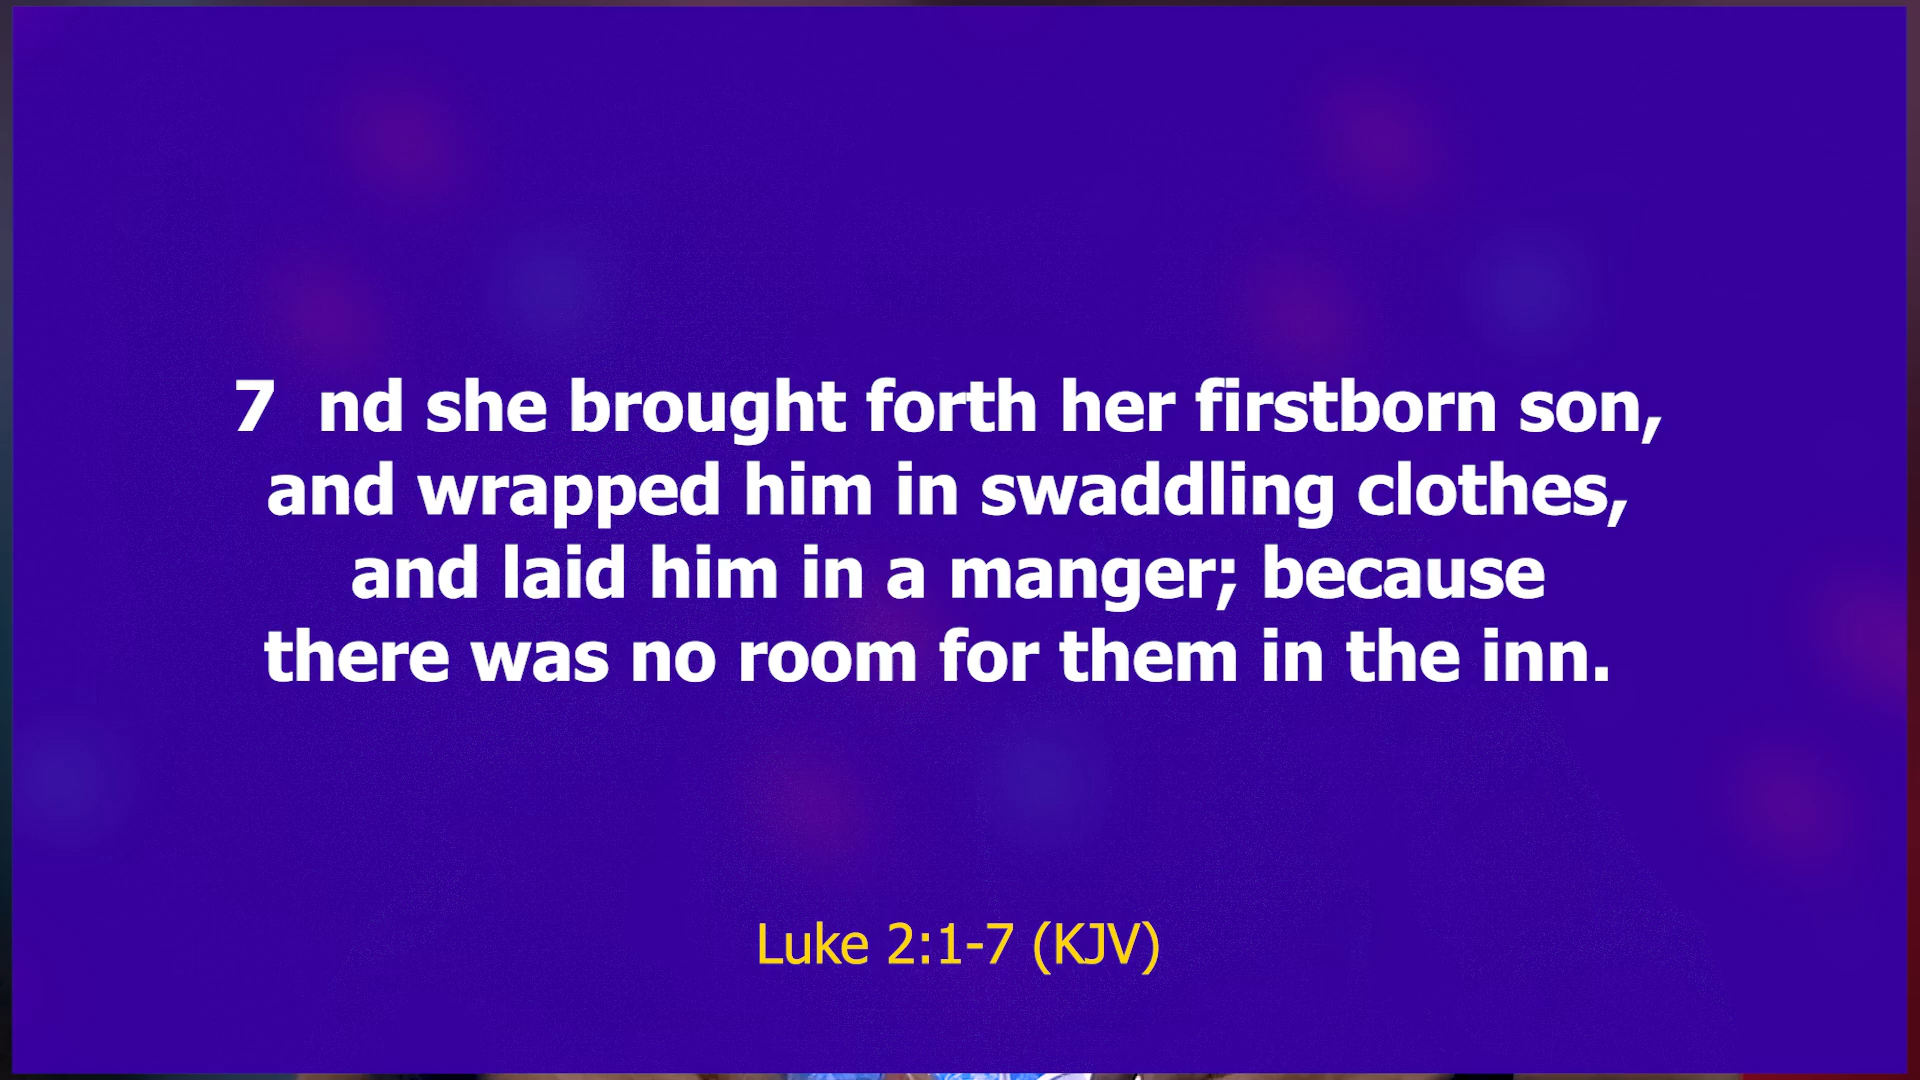 7 nd she brought forth her firstborn son,
and wrapped him in swaddling clothes,
and laid him in a manger; because
there was no room for them in the inn.
Luke 2:1-7 (KJV)